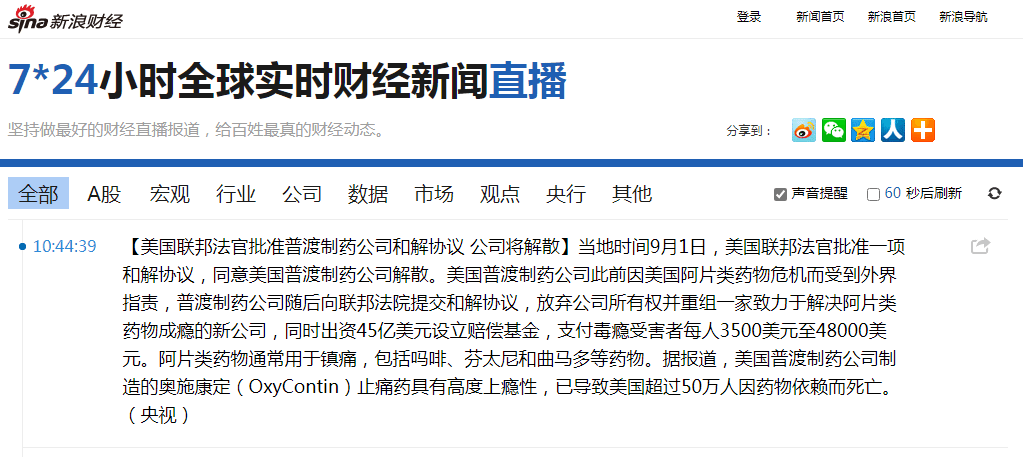 sina新浪财经
登录 新闻首页 新浪首页 新浪导航
7*24小时全球实时财经新闻直播
坚持做最好的财经直播报道，给百姓最真的财经动态。
分享到：
全部 A股 宏观 行业 公司 数据 市场 观点 央行 其他
声音提醒 60 秒后刷新
10:44:39
【美国联邦法官批准普渡制药公司和解协议 公司将解散】当地时间9月1日，美国联邦法官批准一项
和解协议，同意美国普渡制药公司解散。美国普渡制药公司此前因美国阿片类药物危机而受到外界
指责，普渡制药公司随后向联邦法院提交和解协议，放弃公司所有权并重组一家致力于解决阿片类
药物成瘾的新公司，同时出资45亿美元设立赔偿基金，支付毒瘾受害者每人3500美元至48000美
元。阿片类药物通常用于镇痛，包括吗啡、芬太尼和曲马多等药物。据报道，美国普渡制药公司制
造的奥施康定（OxyContin）止痛药具有高度上瘾性，已导致美国超过50万人因药物依赖而死亡。
（央视）